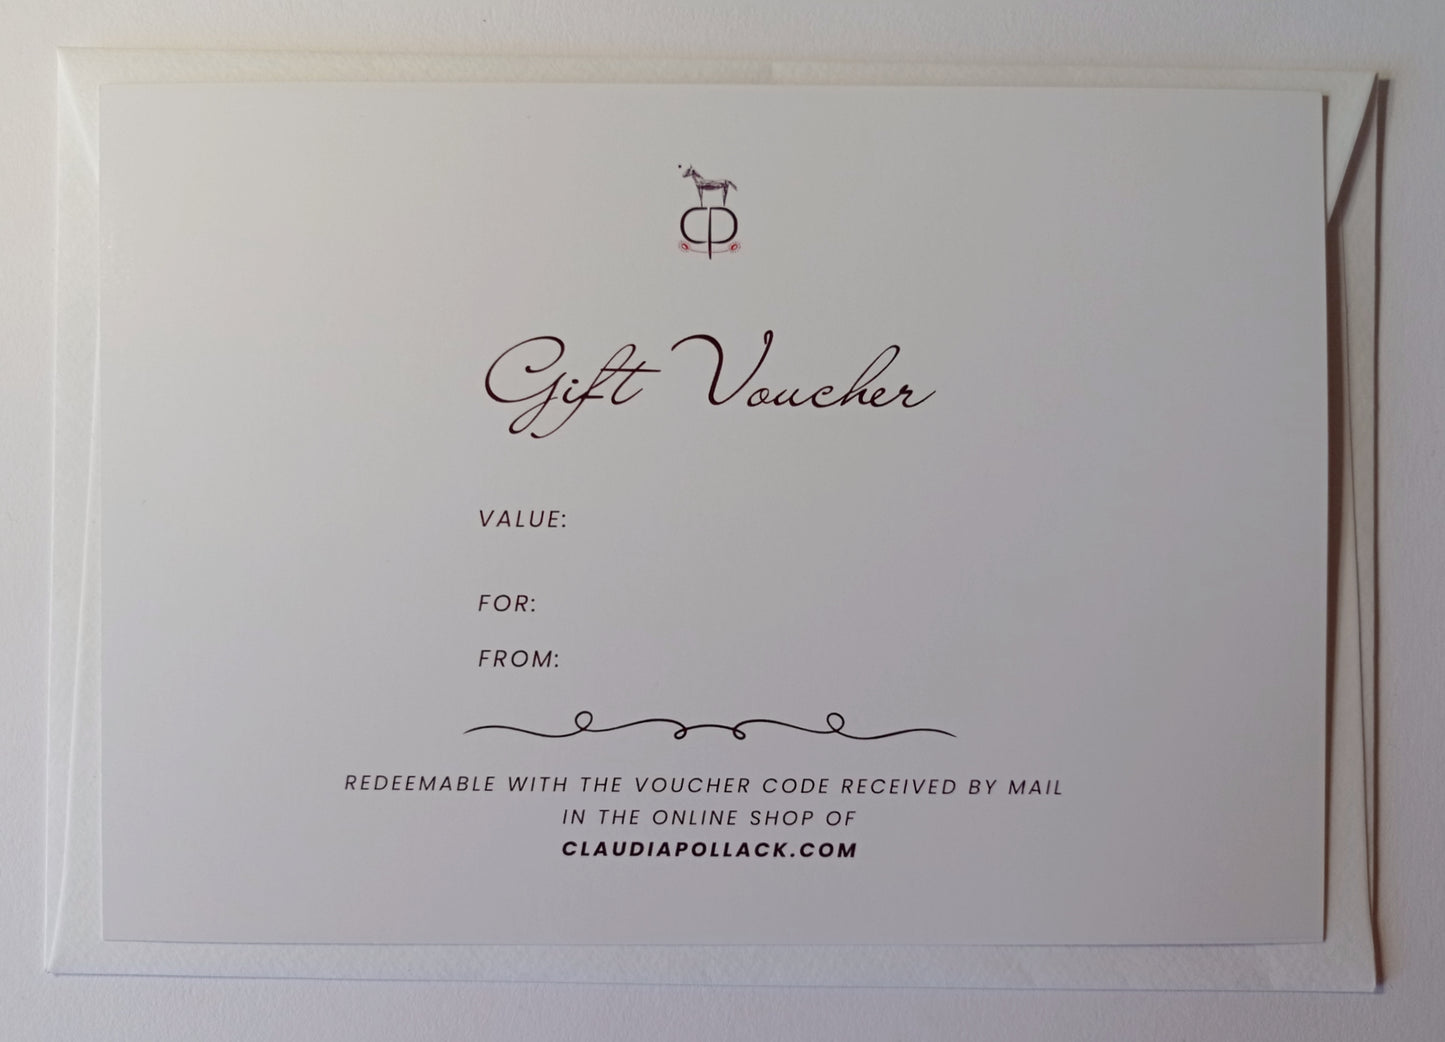 CP
Gift Voucher
VALUE:
FOR:
FROM:
REDEEMABLE WITH THE VOUCHER CODE RECEIVED BY MAIL
IN THE ONLINE SHOP OF
CLAUDIAPOLLACK.COM